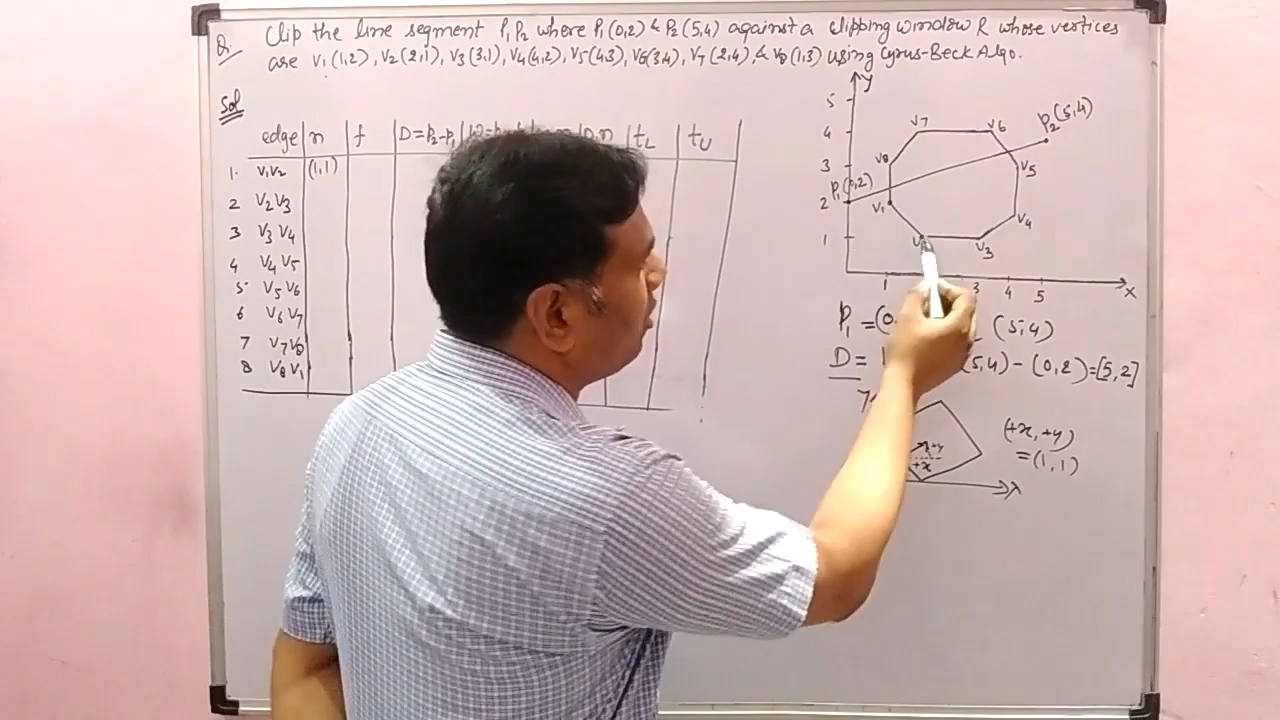 Q:- Clip the line segment P₁P₂ where P₁(0,2) & P₂(5,4) against a clipping window R whose vertices
are V₁(1,2), V₂(2,1), V₃(3,1), V₄(4,2), V₅(4,3), V₆(3,4), V₇(2,4), & V₈(1,3) using Cyrus-Beck Algo.
Sol
edge n f D=P₂-P₁ D.n tL tU
1. V₁V₂ (1,1)
2 V₂V₃
3 V₃V₄
4 V₄V₅
5 V₅V₆
6 V₆V₇
7 V₇V₈
8 V₈V₁
y
5
4
3
2
1
V₇ V₆ P₂(5,4)
V₈ V₅
P₁(0,2)
V₁ V₄
V₃
1 3 4 5 x
P₁ = (0, (5,4)
D = (5,4) - (0,2) = [5,2]
+y
+x
(+x, +y)
= (1,1)
x